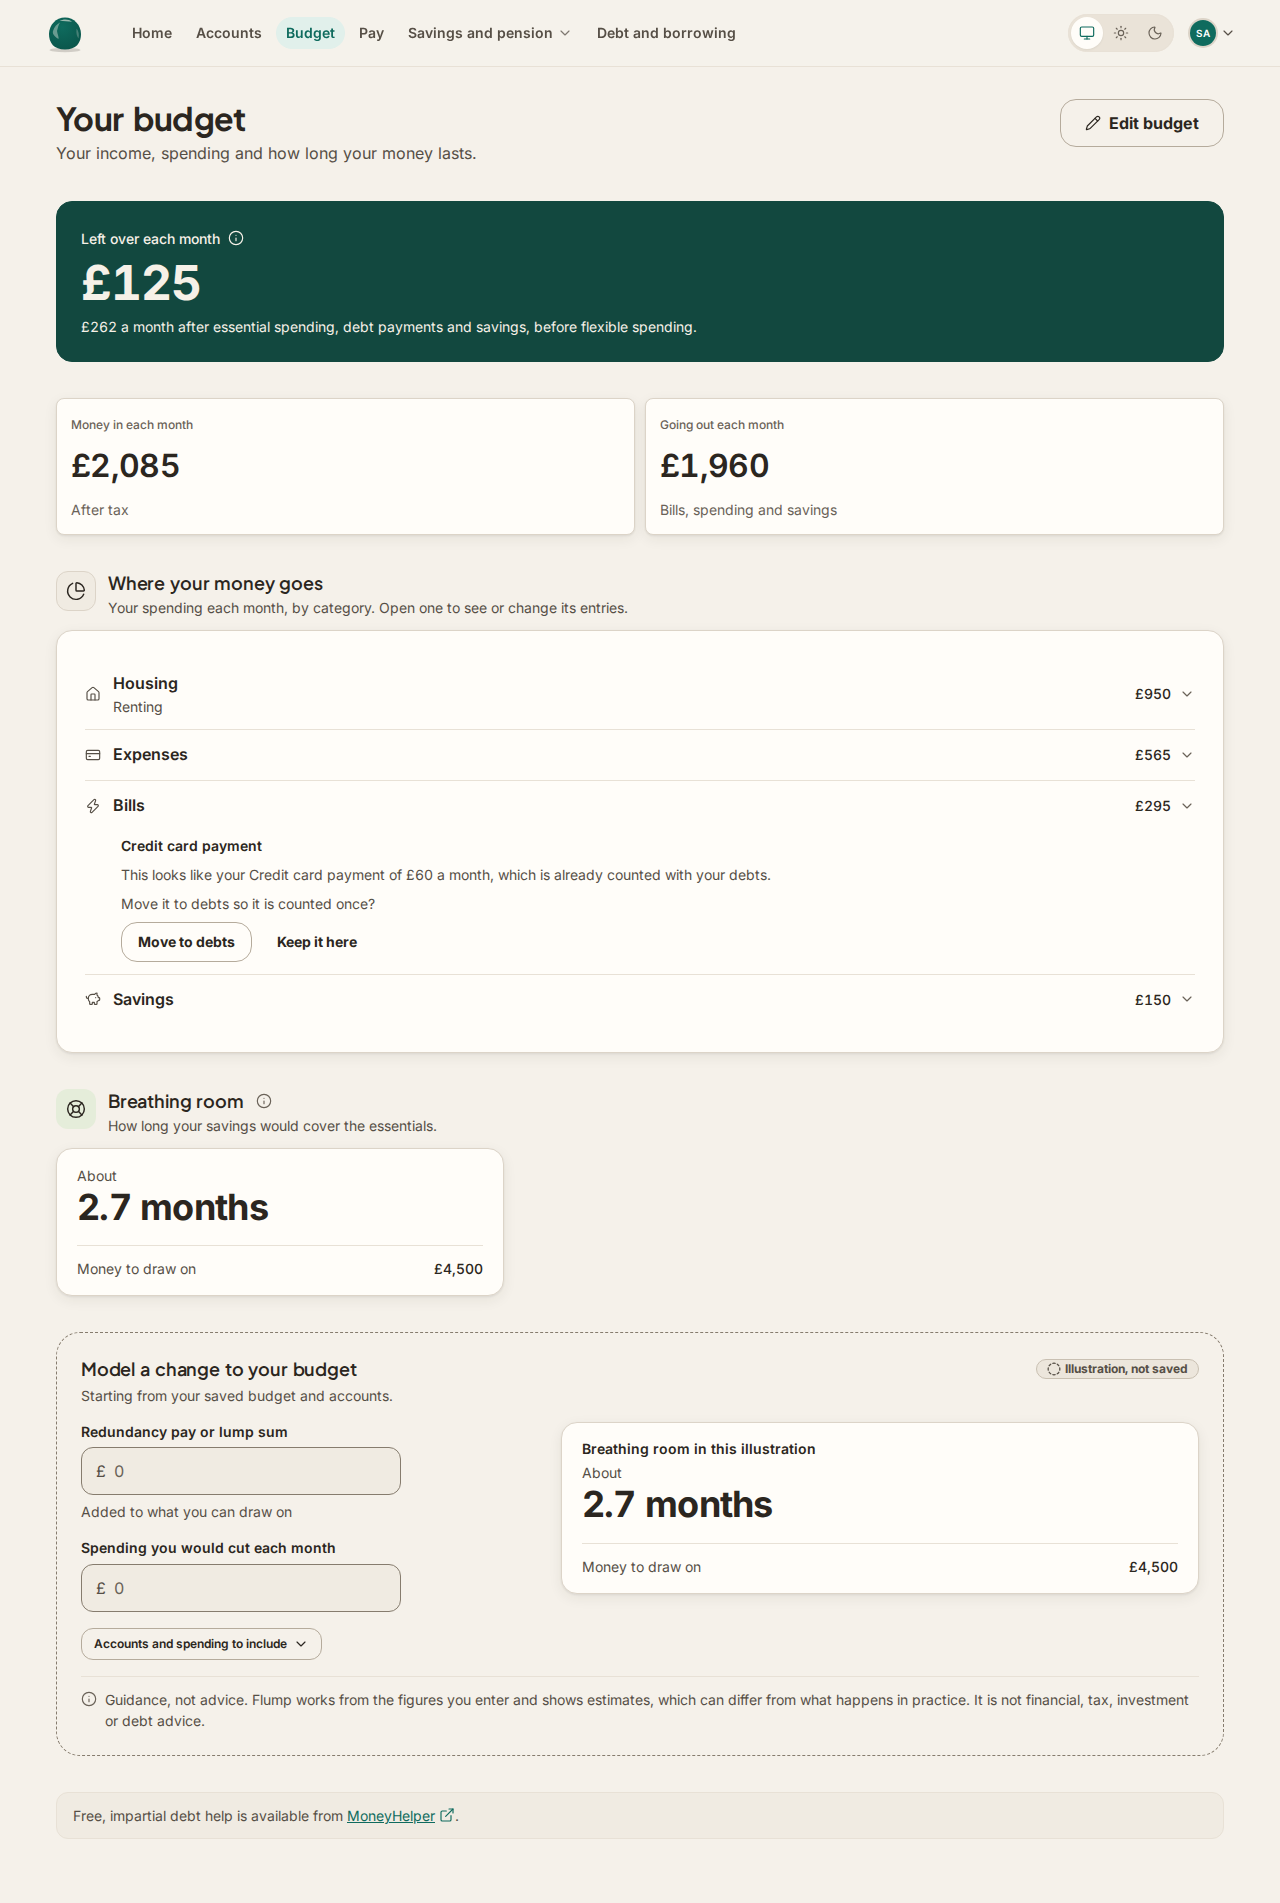 Home
Accounts
Budget
Pay
Savings and pension
Debt and borrowing
SA
Your budget
Your income, spending and how long your money lasts.
Edit budget
Left over each month
£125
£262 a month after essential spending, debt payments and savings, before flexible spending.
Money in each month
£2,085
After tax
Going out each month
£1,960
Bills, spending and savings
Where your money goes
Your spending each month, by category. Open one to see or change its entries.
Housing
Renting
£950
Expenses
£565
Bills
£295
Credit card payment
This looks like your Credit card payment of £60 a month, which is already counted with your debts.
Move it to debts so it is counted once?
Move to debts
Keep it here
Savings
£150
Breathing room
How long your savings would cover the essentials.
About
2.7 months
Money to draw on
£4,500
Model a change to your budget
Illustration, not saved
Starting from your saved budget and accounts.
Redundancy pay or lump sum
£ 0
Added to what you can draw on
Spending you would cut each month
£ 0
Accounts and spending to include
Breathing room in this illustration
About
2.7 months
Money to draw on
£4,500
Guidance, not advice. Flump works from the figures you enter and shows estimates, which can differ from what happens in practice. It is not financial, tax, investment
or debt advice.
Free, impartial debt help is available from MoneyHelper.